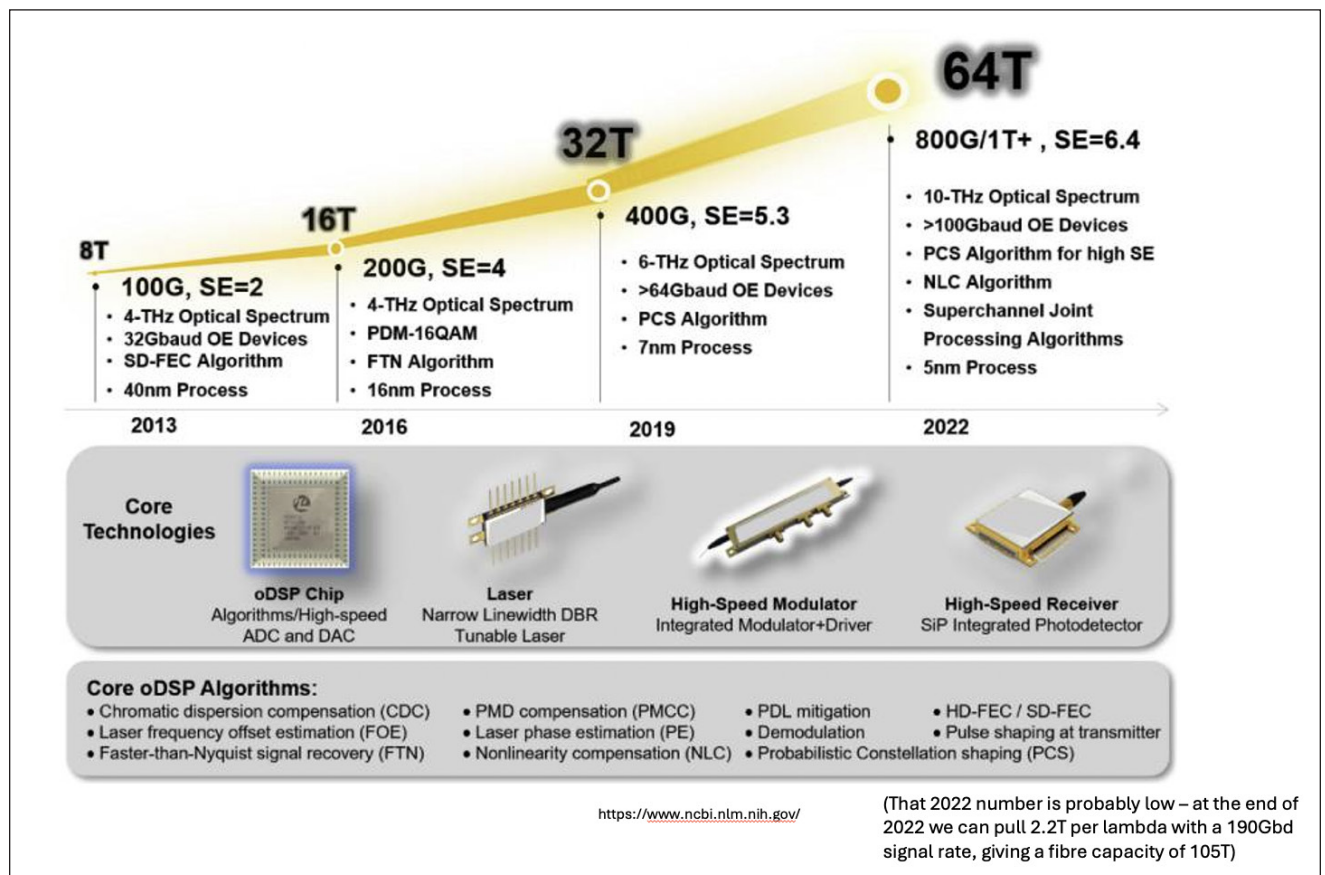 64T
32T
16T
8T
800G/1T+ , SE=6.4
• 10-THz Optical Spectrum
• >100Gbaud OE Devices
• PCS Algorithm for high SE
• NLC Algorithm
• Superchannel Joint
Processing Algorithms
• 5nm Process
400G, SE=5.3
• 6-THz Optical Spectrum
• >64Gbaud OE Devices
• PCS Algorithm
• 7nm Process
200G, SE=4
• 4-THz Optical Spectrum
• PDM-16QAM
• FTN Algorithm
• 16nm Process
100G, SE=2
• 4-THz Optical Spectrum
• 32Gbaud OE Devices
• SD-FEC Algorithm
• 40nm Process
2013 2016 2019 2022
Core
Technologies
oDSP Chip
Algorithms/High-speed
ADC and DAC
Laser
Narrow Linewidth DBR
Tunable Laser
High-Speed Modulator
Integrated Modulator+Driver
High-Speed Receiver
SiP Integrated Photodetector
Core oDSP Algorithms:
• Chromatic dispersion compensation (CDC)
• Laser frequency offset estimation (FOE)
• Faster-than-Nyquist signal recovery (FTN)
• PMD compensation (PMCC)
• Laser phase estimation (PE)
• Nonlinearity compensation (NLC)
• PDL mitigation
• Demodulation
• Probabilistic Constellation shaping (PCS)
• HD-FEC / SD-FEC
• Pulse shaping at transmitter
https://www.ncbi.nlm.nih.gov/
(That 2022 number is probably low – at the end of
2022 we can pull 2.2T per lambda with a 190Gbd
signal rate, giving a fibre capacity of 105T)